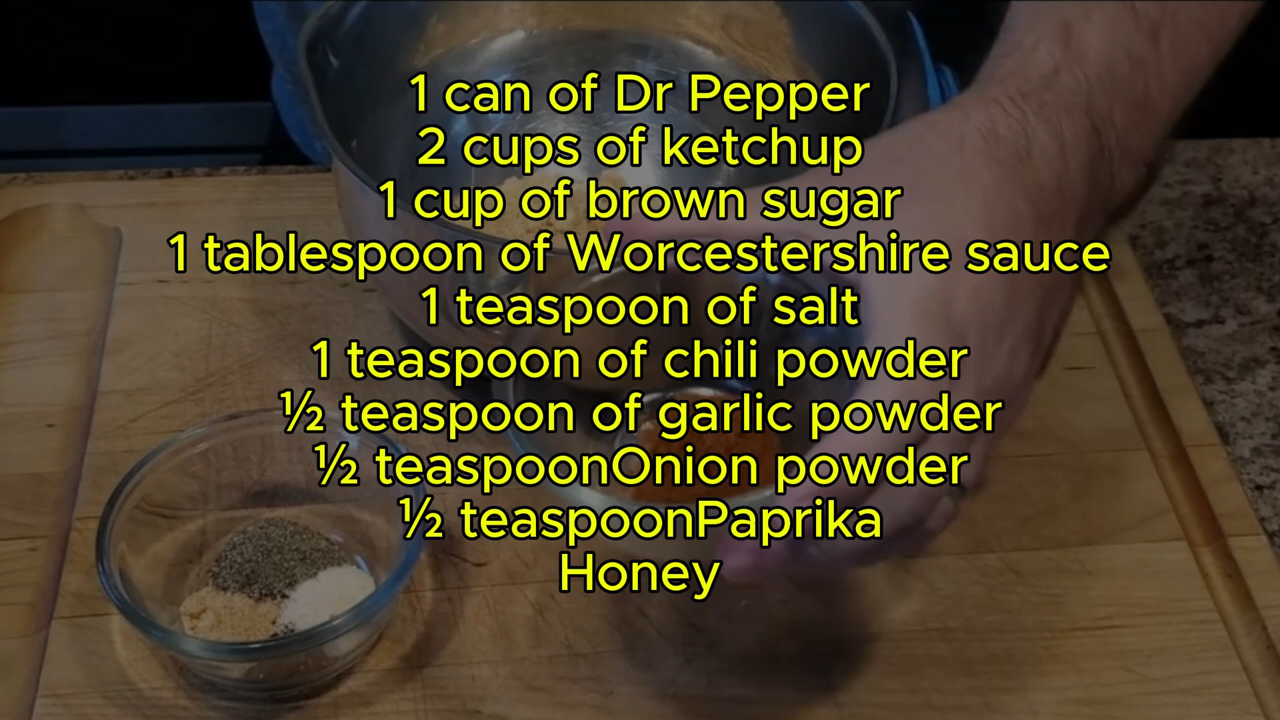 1 can of Dr Pepper
2 cups of ketchup
1 cup of brown sugar
1 tablespoon of Worcestershire sauce
1 teaspoon of salt
1 teaspoon of chili powder
½ teaspoon of garlic powder
½ teaspoonOnion powder
½ teaspoonPaprika
Honey